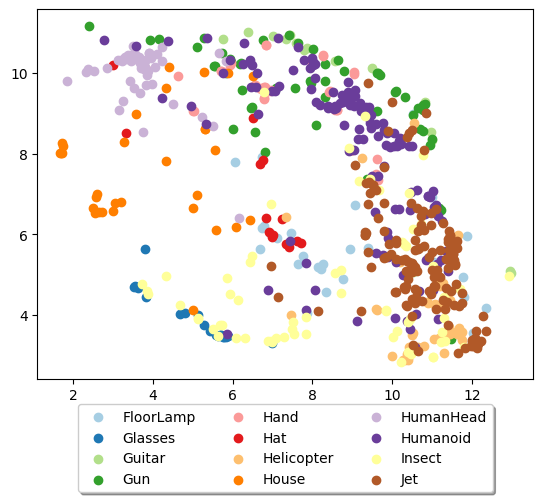 10
8
6
4
2 4 6 8 10 12
FloorLamp Hand HumanHead
Glasses Hat Humanoid
Guitar Helicopter Insect
Gun House Jet